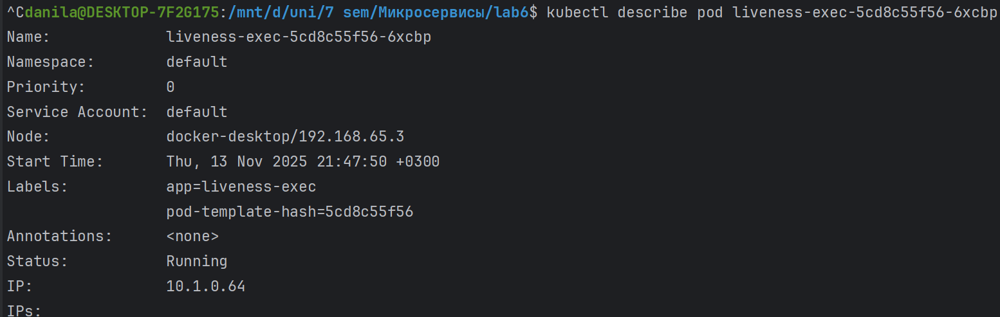 ^Cdanila@DESKTOP-7F2G175:/mnt/d/uni/7 sem/Микросервисы/lab6$ kubectl describe pod liveness-exec-5cd8c55f56-6xcbp
Name:             liveness-exec-5cd8c55f56-6xcbp
Namespace:        default
Priority:         0
Service Account:  default
Node:             docker-desktop/192.168.65.3
Start Time:       Thu, 13 Nov 2025 21:47:50 +0300
Labels:           app=liveness-exec
                  pod-template-hash=5cd8c55f56
Annotations:      <none>
Status:           Running
IP:               10.1.0.64
IPs: